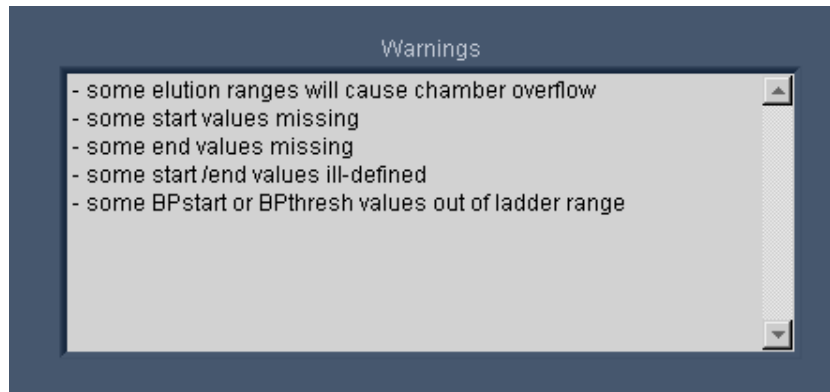 Warnings
- some elution ranges will cause chamber overflow
- some start values missing
- some end values missing
- some start /end values ill-defined
- some BPstart or BPthresh values out of ladder range